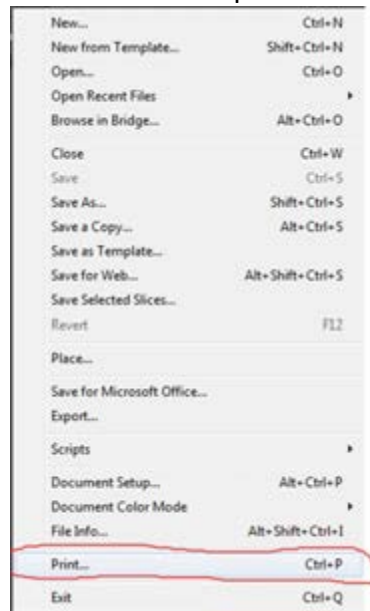 New... Ctrl+N
New from Template... Shift+Ctrl+N
Open... Ctrl+O
Open Recent Files
Browse in Bridge... Alt+Ctrl+O
Close Ctrl+W
Save Ctrl+S
Save As... Shift+Ctrl+S
Save a Copy... Alt+Ctrl+S
Save as Template...
Save for Web... Alt+Shift+Ctrl+S
Save Selected Slices...
Revert F12
Place...
Save for Microsoft Office...
Export...
Scripts
Document Setup... Alt+Ctrl+P
Document Color Mode
File Info... Alt+Shift+Ctrl+I
Print... Ctrl+P
Exit Ctrl+Q